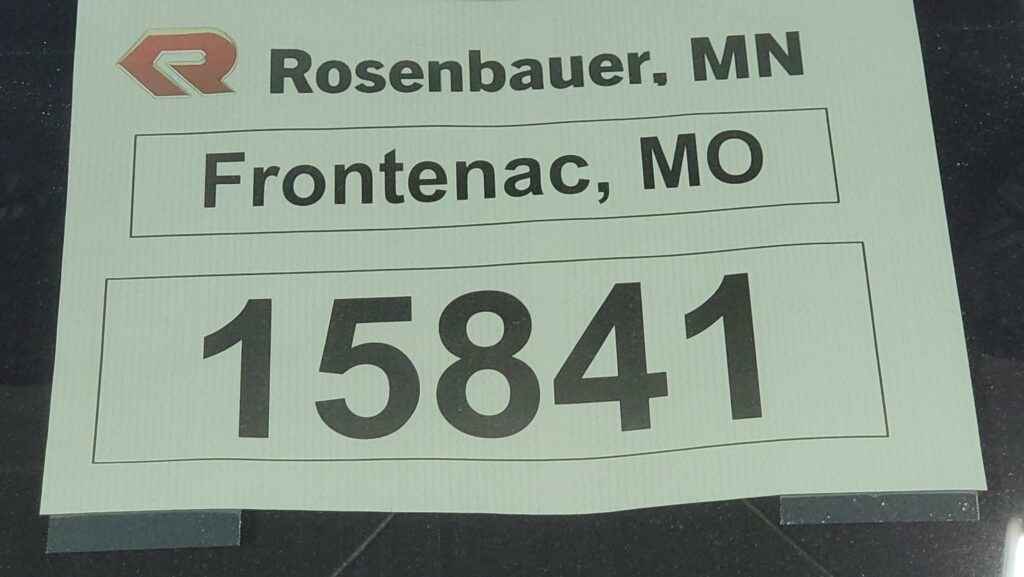 Rosenbauer, MN
Frontenac, MO
15841